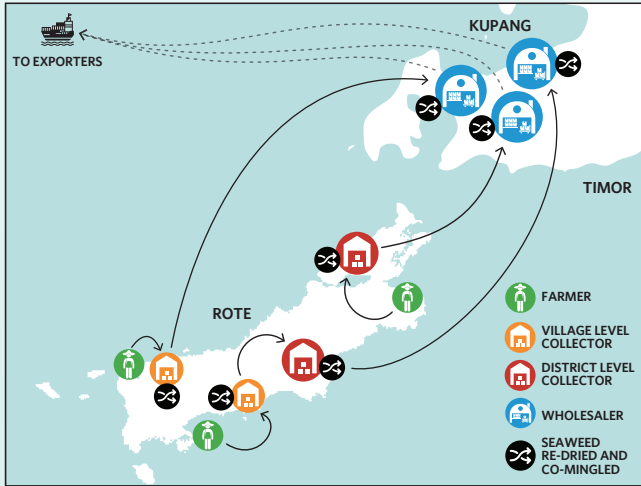 KUPANG
TO EXPORTERS
TIMOR
ROTE
FARMER
VILLAGE LEVEL
COLLECTOR
DISTRICT LEVEL
COLLECTOR
WHOLESALER
SEAWEED
RE-DRIED AND
CO-MINGLED